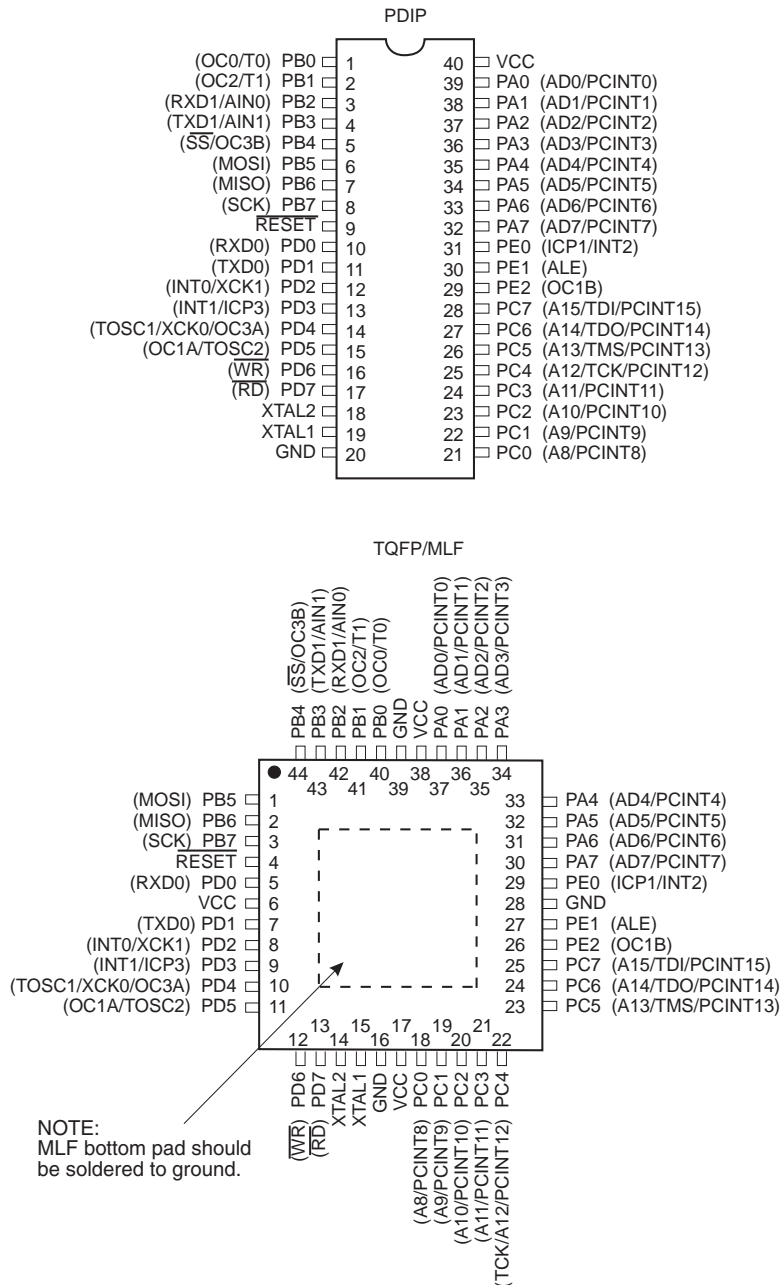 PDIP
(OC0/T0) PB0 1 40 VCC
(OC2/T1) PB1 2 39 PA0 (AD0/PCINT0)
(RXD1/AIN0) PB2 3 38 PA1 (AD1/PCINT1)
(TXD1/AIN1) PB3 4 37 PA2 (AD2/PCINT2)
(SS/OC3B) PB4 5 36 PA3 (AD3/PCINT3)
(MOSI) PB5 6 35 PA4 (AD4/PCINT4)
(MISO) PB6 7 34 PA5 (AD5/PCINT5)
(SCK) PB7 8 33 PA6 (AD6/PCINT6)
RESET 9 32 PA7 (AD7/PCINT7)
(RXD0) PD0 10 31 PE0 (ICP1/INT2)
(TXD0) PD1 11 30 PE1 (ALE)
(INT0/XCK1) PD2 12 29 PE2 (OC1B)
(INT1/ICP3) PD3 13 28 PC7 (A15/TDI/PCINT15)
(TOSC1/XCK0/OC3A) PD4 14 27 PC6 (A14/TDO/PCINT14)
(OC1A/TOSC2) PD5 15 26 PC5 (A13/TMS/PCINT13)
(WR) PD6 16 25 PC4 (A12/TCK/PCINT12)
(RD) PD7 17 24 PC3 (A11/PCINT11)
XTAL2 18 23 PC2 (A10/PCINT10)
XTAL1 19 22 PC1 (A9/PCINT9)
GND 20 21 PC0 (A8/PCINT8)
TQFP/MLF
PB4 (SS/OC3B)
PB3 (TXD1/AIN1)
PB2 (RXD1/AIN0)
PB1 (OC2/T1)
PB0 (OC0/T0)
GND
VCC
PA0 (AD0/PCINT0)
PA1 (AD1/PCINT1)
PA2 (AD2/PCINT2)
PA3 (AD3/PCINT3)
44 42 40 38 36 34
43 41 39 37 35
(MOSI) PB5 1 33 PA4 (AD4/PCINT4)
(MISO) PB6 2 32 PA5 (AD5/PCINT5)
(SCK) PB7 3 31 PA6 (AD6/PCINT6)
RESET 4 30 PA7 (AD7/PCINT7)
(RXD0) PD0 5 29 PE0 (ICP1/INT2)
VCC 6 28 GND
(TXD0) PD1 7 27 PE1 (ALE)
(INT0/XCK1) PD2 8 26 PE2 (OC1B)
(INT1/ICP3) PD3 9 25 PC7 (A15/TDI/PCINT15)
(TOSC1/XCK0/OC3A) PD4 10 24 PC6 (A14/TDO/PCINT14)
(OC1A/TOSC2) PD5 11 23 PC5 (A13/TMS/PCINT13)
13 15 17 19 21
12 14 16 18 20 22
(WR) PD6
(RD) PD7
XTAL2
XTAL1
GND
VCC
(A8/PCINT8) PC0
(A9/PCINT9) PC1
(A10/PCINT10) PC2
(A11/PCINT11) PC3
(TCK/A12/PCINT12) PC4
NOTE:
MLF bottom pad should
be soldered to ground.